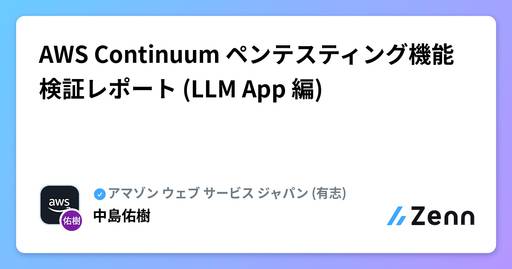 AWS Continuum ペンテスティング機能
検証レポート (LLM App 編)
aws
佑樹
アマゾン ウェブ サービス ジャパン (有志)
中島佑樹
Zenn